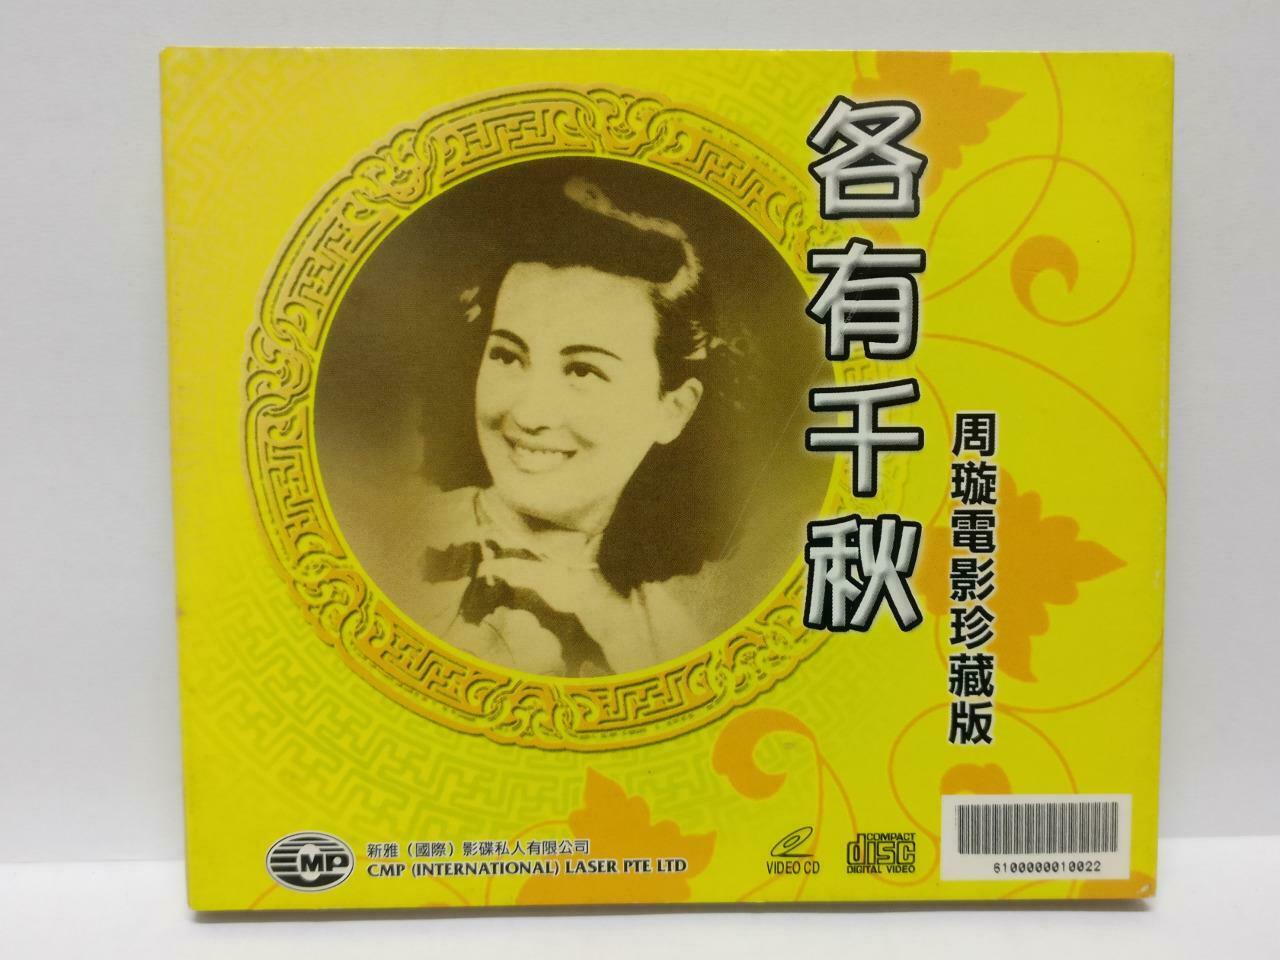 各有千秋
周璇電影珍藏版
CMP
新雅（國際）影碟私人有限公司
CMP (INTERNATIONAL) LASER PTE LTD
VIDEO CD
COMPACT
disc
DIGITAL VIDEO
6100000010022